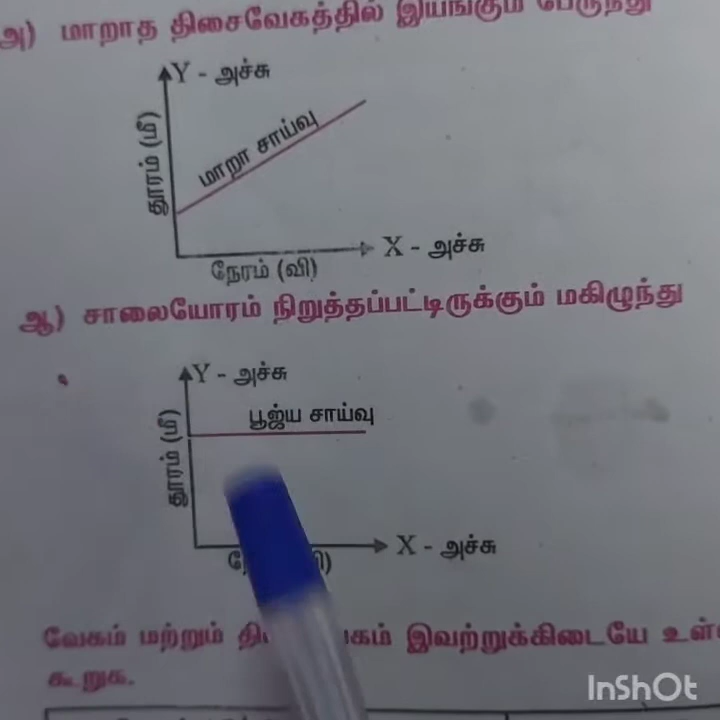 அ) மாறாத திசைவேகத்தில் இயங்கும் பேருந்து
Y - அச்சு
மாறா சாய்வு
தூரம் (மீ)
X - அச்சு
நேரம் (வி)
ஆ) சாலையோரம் நிறுத்தப்பட்டிருக்கும் மகிழுந்து
Y - அச்சு
பூஜ்ய சாய்வு
தூரம் (மீ)
X - அச்சு
வேகம் மற்றும் இவற்றுக்கிடையே
கூறுக.
InShOt